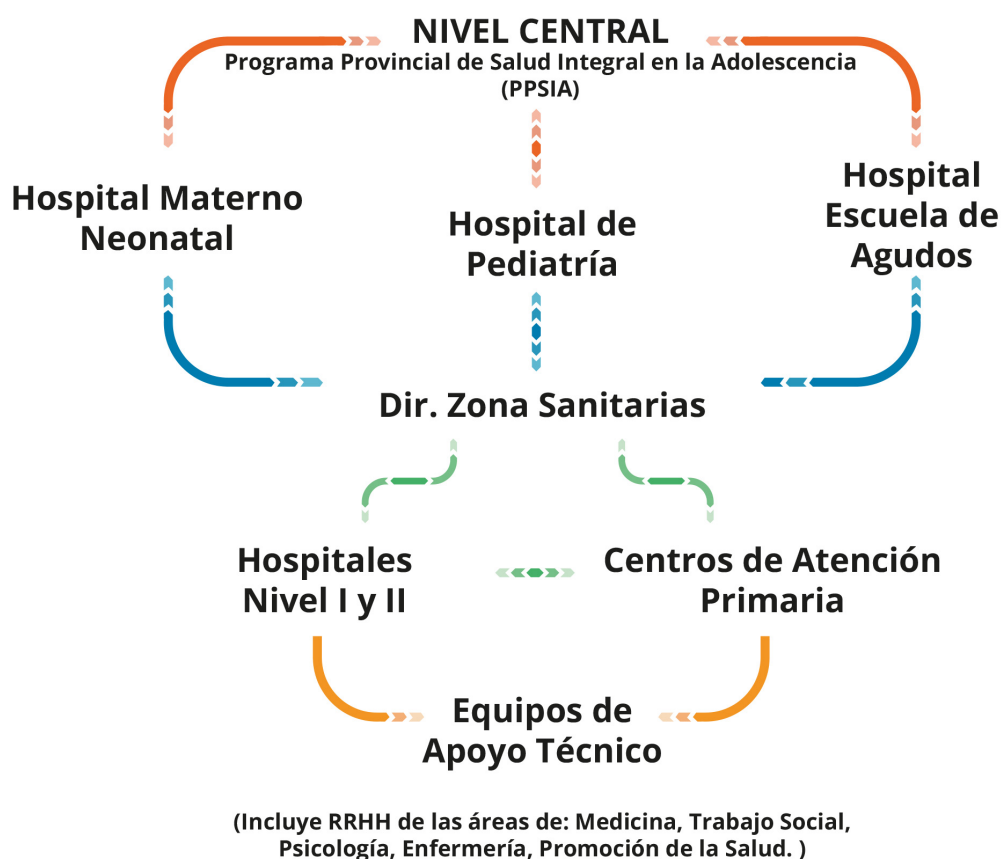 NIVEL CENTRAL
Programa Provincial de Salud Integral en la Adolescencia
(PPSIA)
Hospital Materno
Neonatal
Hospital de
Pediatría
Hospital
Escuela de
Agudos
Dir. Zona Sanitarias
Hospitales
Nivel I y II
Centros de Atención
Primaria
Equipos de
Apoyo Técnico
(Incluye RRHH de las áreas de: Medicina, Trabajo Social,
Psicología, Enfermería, Promoción de la Salud. )